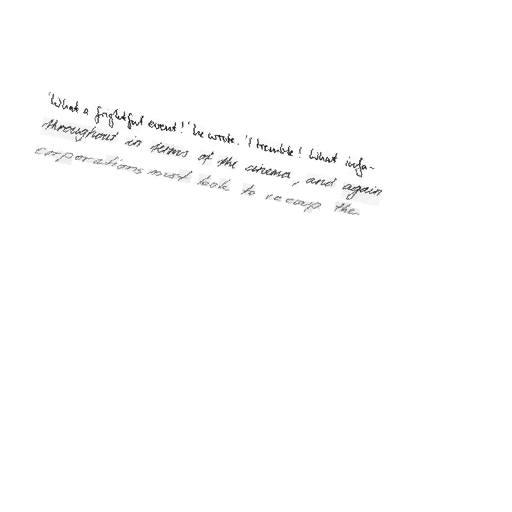 'What a frightful event!' he wrote. 'I tremble! What infa-
throughout in terms of the cinema, and again
corporations must look to recoup the